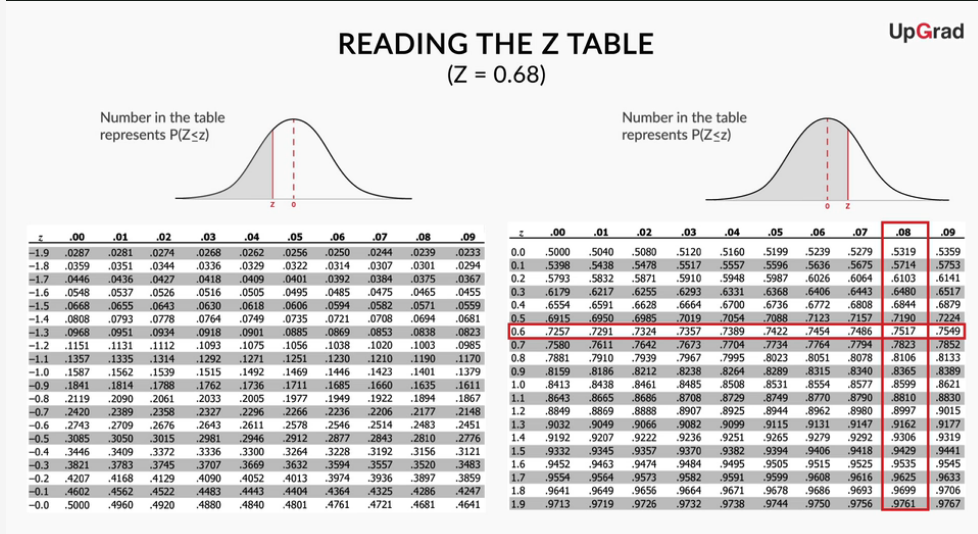 UpGrad
READING THE Z TABLE
(Z = 0.68)
Number in the table
represents P(Z≤z)
z 0
Number in the table
represents P(Z≤z)
0 z
z .00 .01 .02 .03 .04 .05 .06 .07 .08 .09
−1.9 .0287 .0281 .0274 .0268 .0262 .0256 .0250 .0244 .0239 .0233
−1.8 .0359 .0351 .0344 .0336 .0329 .0322 .0314 .0307 .0301 .0294
−1.7 .0446 .0436 .0427 .0418 .0409 .0401 .0392 .0384 .0375 .0367
−1.6 .0548 .0537 .0526 .0516 .0505 .0495 .0485 .0475 .0465 .0455
−1.5 .0668 .0655 .0643 .0630 .0618 .0606 .0594 .0582 .0571 .0559
−1.4 .0808 .0793 .0778 .0764 .0749 .0735 .0721 .0708 .0694 .0681
−1.3 .0968 .0951 .0934 .0918 .0901 .0885 .0869 .0853 .0838 .0823
−1.2 .1151 .1131 .1112 .1093 .1075 .1056 .1038 .1020 .1003 .0985
−1.1 .1357 .1335 .1314 .1292 .1271 .1251 .1230 .1210 .1190 .1170
−1.0 .1587 .1562 .1539 .1515 .1492 .1469 .1446 .1423 .1401 .1379
−0.9 .1841 .1814 .1788 .1762 .1736 .1711 .1685 .1660 .1635 .1611
−0.8 .2119 .2090 .2061 .2033 .2005 .1977 .1949 .1922 .1894 .1867
−0.7 .2420 .2389 .2358 .2327 .2296 .2266 .2236 .2206 .2177 .2148
−0.6 .2743 .2709 .2676 .2643 .2611 .2578 .2546 .2514 .2483 .2451
−0.5 .3085 .3050 .3015 .2981 .2946 .2912 .2877 .2843 .2810 .2776
−0.4 .3446 .3409 .3372 .3336 .3300 .3264 .3228 .3192 .3156 .3121
−0.3 .3821 .3783 .3745 .3707 .3669 .3632 .3594 .3557 .3520 .3483
−0.2 .4207 .4168 .4129 .4090 .4052 .4013 .3974 .3936 .3897 .3859
−0.1 .4602 .4562 .4522 .4483 .4443 .4404 .4364 .4325 .4286 .4247
−0.0 .5000 .4960 .4920 .4880 .4840 .4801 .4761 .4721 .4681 .4641
z .00 .01 .02 .03 .04 .05 .06 .07 .08 .09
0.0 .5000 .5040 .5080 .5120 .5160 .5199 .5239 .5279 .5319 .5359
0.1 .5398 .5438 .5478 .5517 .5557 .5596 .5636 .5675 .5714 .5753
0.2 .5793 .5832 .5871 .5910 .5948 .5987 .6026 .6064 .6103 .6141
0.3 .6179 .6217 .6255 .6293 .6331 .6368 .6406 .6443 .6480 .6517
0.4 .6554 .6591 .6628 .6664 .6700 .6736 .6772 .6808 .6844 .6879
0.5 .6915 .6950 .6985 .7019 .7054 .7088 .7123 .7157 .7190 .7224
0.6 .7257 .7291 .7324 .7357 .7389 .7422 .7454 .7486 .7517 .7549
0.7 .7580 .7611 .7642 .7673 .7704 .7734 .7764 .7794 .7823 .7852
0.8 .7881 .7910 .7939 .7967 .7995 .8023 .8051 .8078 .8106 .8133
0.9 .8159 .8186 .8212 .8238 .8264 .8289 .8315 .8340 .8365 .8389
1.0 .8413 .8438 .8461 .8485 .8508 .8531 .8554 .8577 .8599 .8621
1.1 .8643 .8665 .8686 .8708 .8729 .8749 .8770 .8790 .8810 .8830
1.2 .8849 .8869 .8888 .8907 .8925 .8944 .8962 .8980 .8997 .9015
1.3 .9032 .9049 .9066 .9082 .9099 .9115 .9131 .9147 .9162 .9177
1.4 .9192 .9207 .9222 .9236 .9251 .9265 .9279 .9292 .9306 .9319
1.5 .9332 .9345 .9357 .9370 .9382 .9394 .9406 .9418 .9429 .9441
1.6 .9452 .9463 .9474 .9484 .9495 .9505 .9515 .9525 .9535 .9545
1.7 .9554 .9564 .9573 .9582 .9591 .9599 .9608 .9616 .9625 .9633
1.8 .9641 .9649 .9656 .9664 .9671 .9678 .9686 .9693 .9699 .9706
1.9 .9713 .9719 .9726 .9732 .9738 .9744 .9750 .9756 .9761 .9767